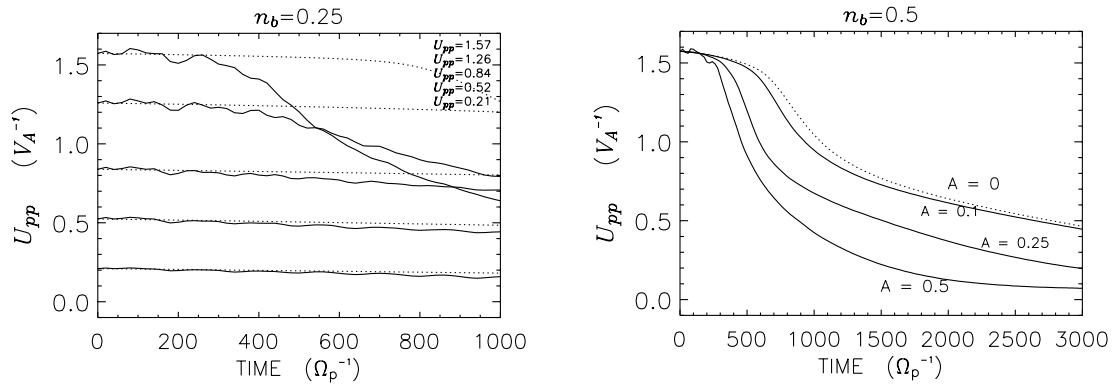 n_b=0.25
U_pp=1.57
U_pp=1.26
U_pp=0.84
U_pp=0.52
U_pp=0.21
1.5
1.0
0.5
0.0
U_pp (V_A^-1)
0 200 400 600 800 1000
TIME (Ω_p^-1)
n_b=0.5
1.5
1.0
0.5
0.0
U_pp (V_A^-1)
A = 0
A = 0.1
A = 0.25
A = 0.5
0 500 1000 1500 2000 2500 3000
TIME (Ω_p^-1)